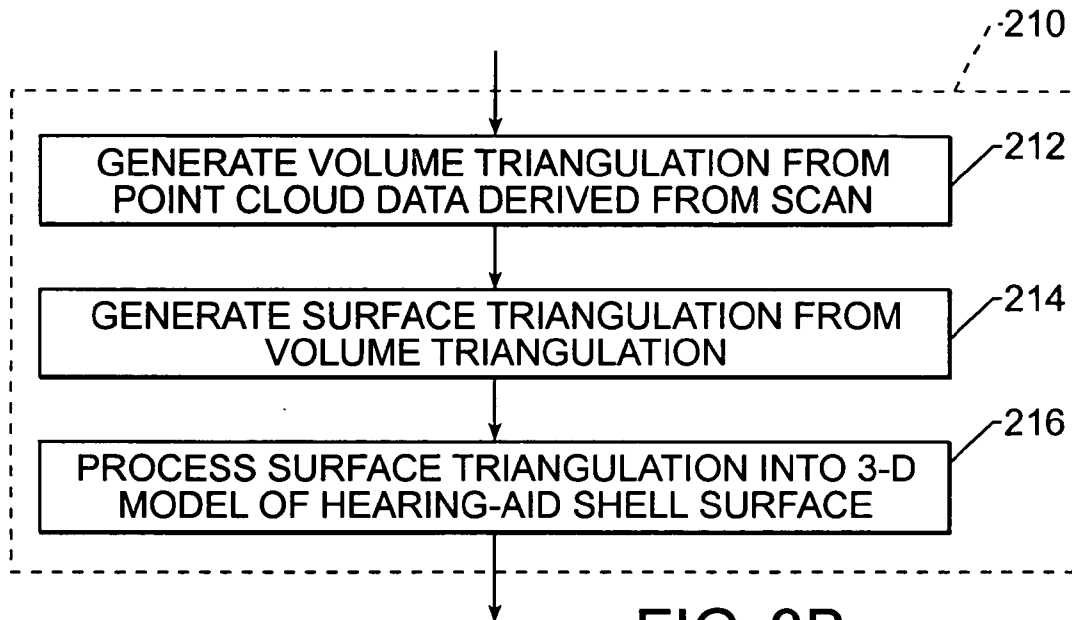 210
GENERATE VOLUME TRIANGULATION FROM
POINT CLOUD DATA DERIVED FROM SCAN
212
GENERATE SURFACE TRIANGULATION FROM
VOLUME TRIANGULATION
214
PROCESS SURFACE TRIANGULATION INTO 3-D
MODEL OF HEARING-AID SHELL SURFACE
216